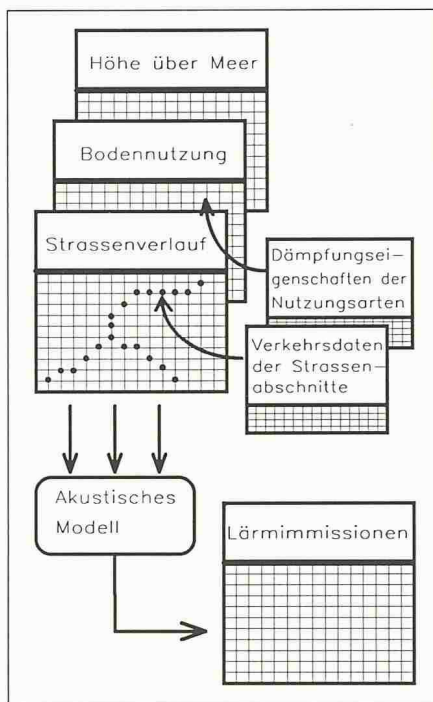 Höhe über Meer
Bodennutzung
Strassenverlauf
Dämpfungsei-
genschaften der
Nutzungsarten
Verkehrsdaten
der Strassen-
abschnitte
Akustisches
Modell
Lärmimmissionen